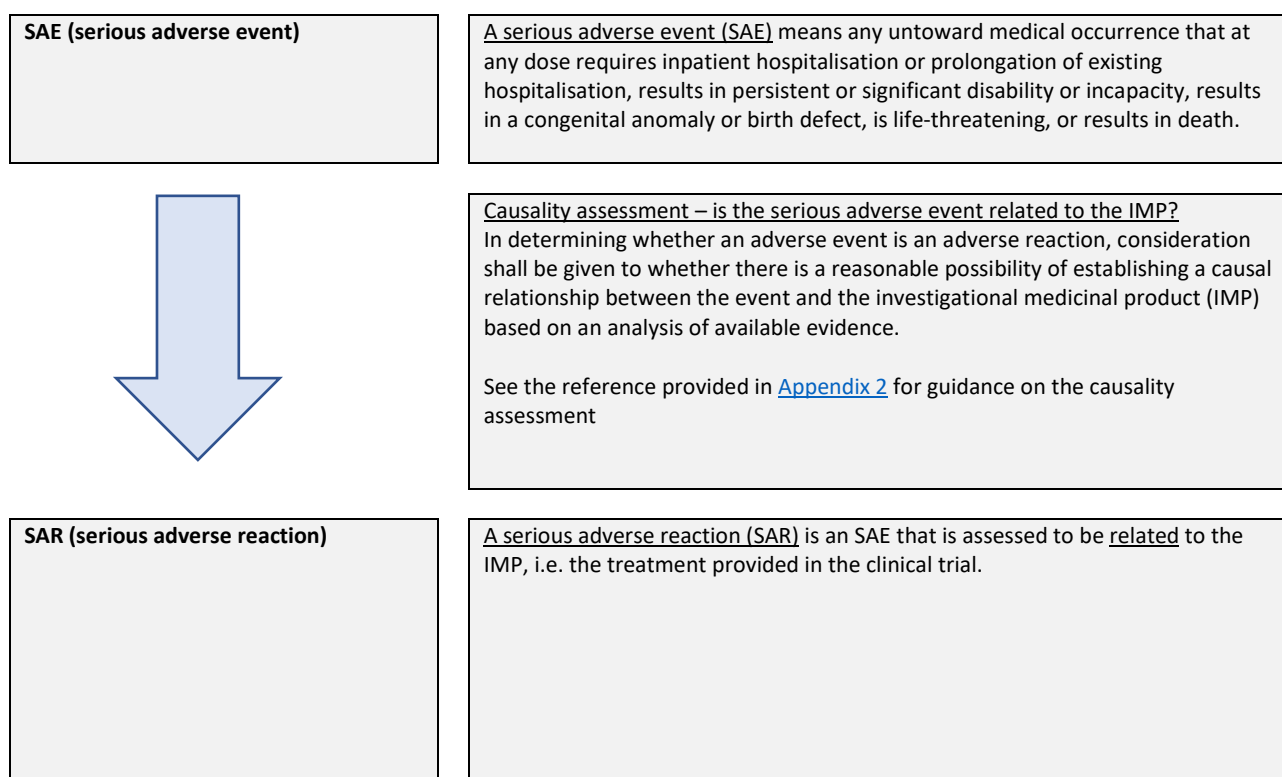 SAE (serious adverse event)
A serious adverse event (SAE) means any untoward medical occurrence that at
any dose requires inpatient hospitalisation or prolongation of existing
hospitalisation, results in persistent or significant disability or incapacity, results
in a congenital anomaly or birth defect, is life-threatening, or results in death.
Causality assessment – is the serious adverse event related to the IMP?
In determining whether an adverse event is an adverse reaction, consideration
shall be given to whether there is a reasonable possibility of establishing a causal
relationship between the event and the investigational medicinal product (IMP)
based on an analysis of available evidence.
See the reference provided in Appendix 2 for guidance on the causality
assessment
SAR (serious adverse reaction)
A serious adverse reaction (SAR) is an SAE that is assessed to be related to the
IMP, i.e. the treatment provided in the clinical trial.